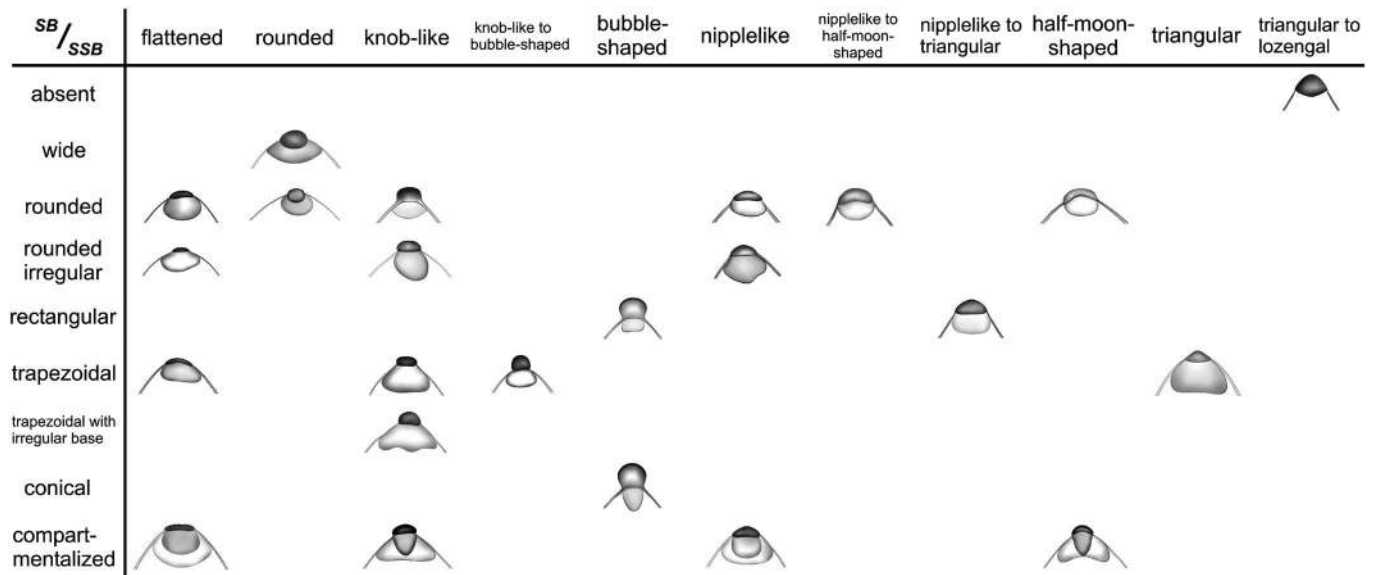 SB/SSB
flattened
rounded
knob-like
knob-like to
bubble-shaped
bubble-
shaped
nipplelike
nipplelike to
half-moon-
shaped
nipplelike to
triangular
half-moon-
shaped
triangular
triangular to
lozengal
absent
wide
rounded
rounded
irregular
rectangular
trapezoidal
trapezoidal with
irregular base
conical
compart-
mentalized